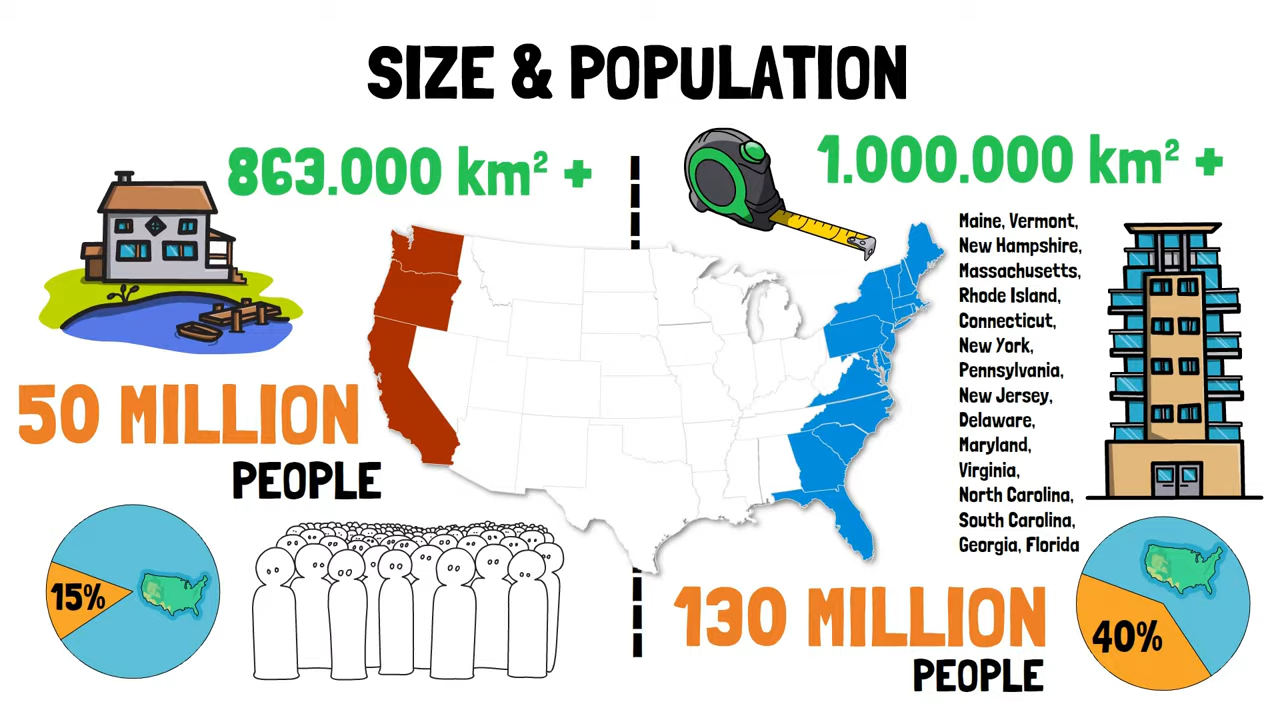 SIZE & POPULATION
863.000 km² +
50 MILLION
PEOPLE
15%
1.000.000 km² +
Maine, Vermont,
New Hampshire,
Massachusetts,
Rhode Island,
Connecticut,
New York,
Pennsylvania,
New Jersey,
Delaware,
Maryland,
Virginia,
North Carolina,
South Carolina,
Georgia, Florida
130 MILLION
PEOPLE
40%